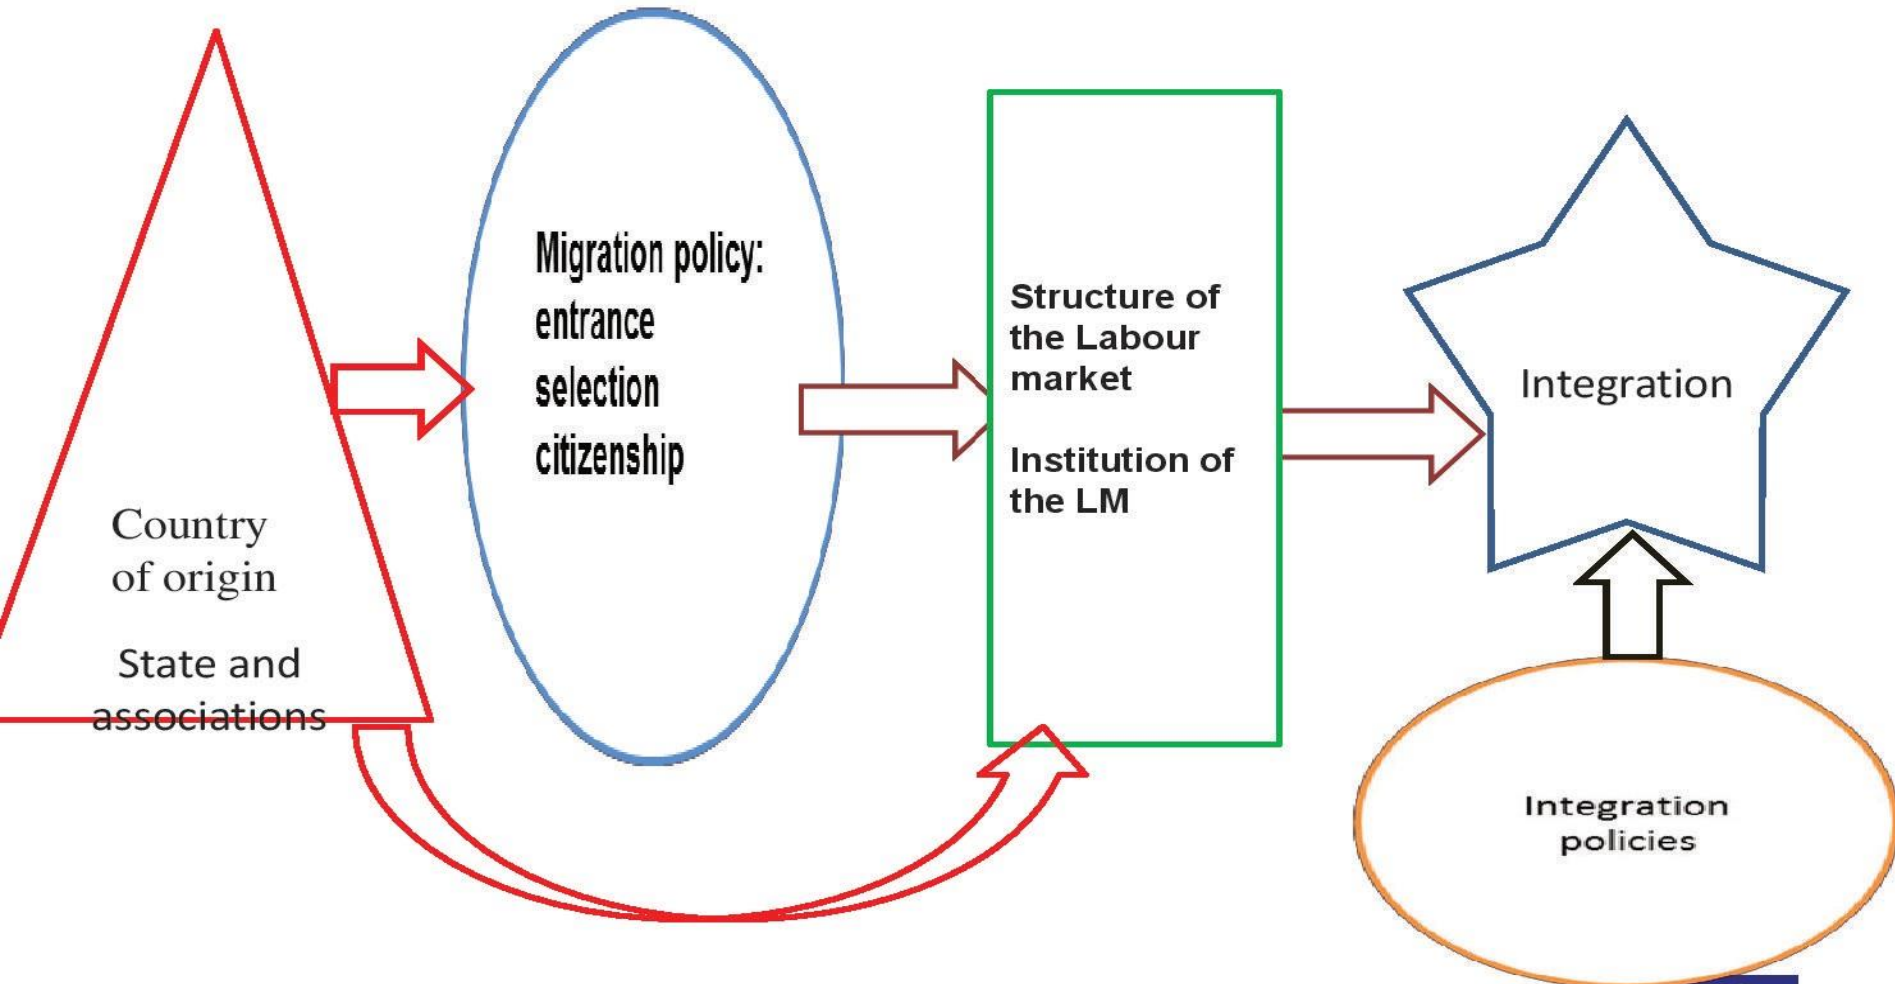 Country
of origin
State and
associations
Migration policy:
entrance
selection
citizenship
Structure of
the Labour
market
Institution of
the LM
Integration
Integration
policies